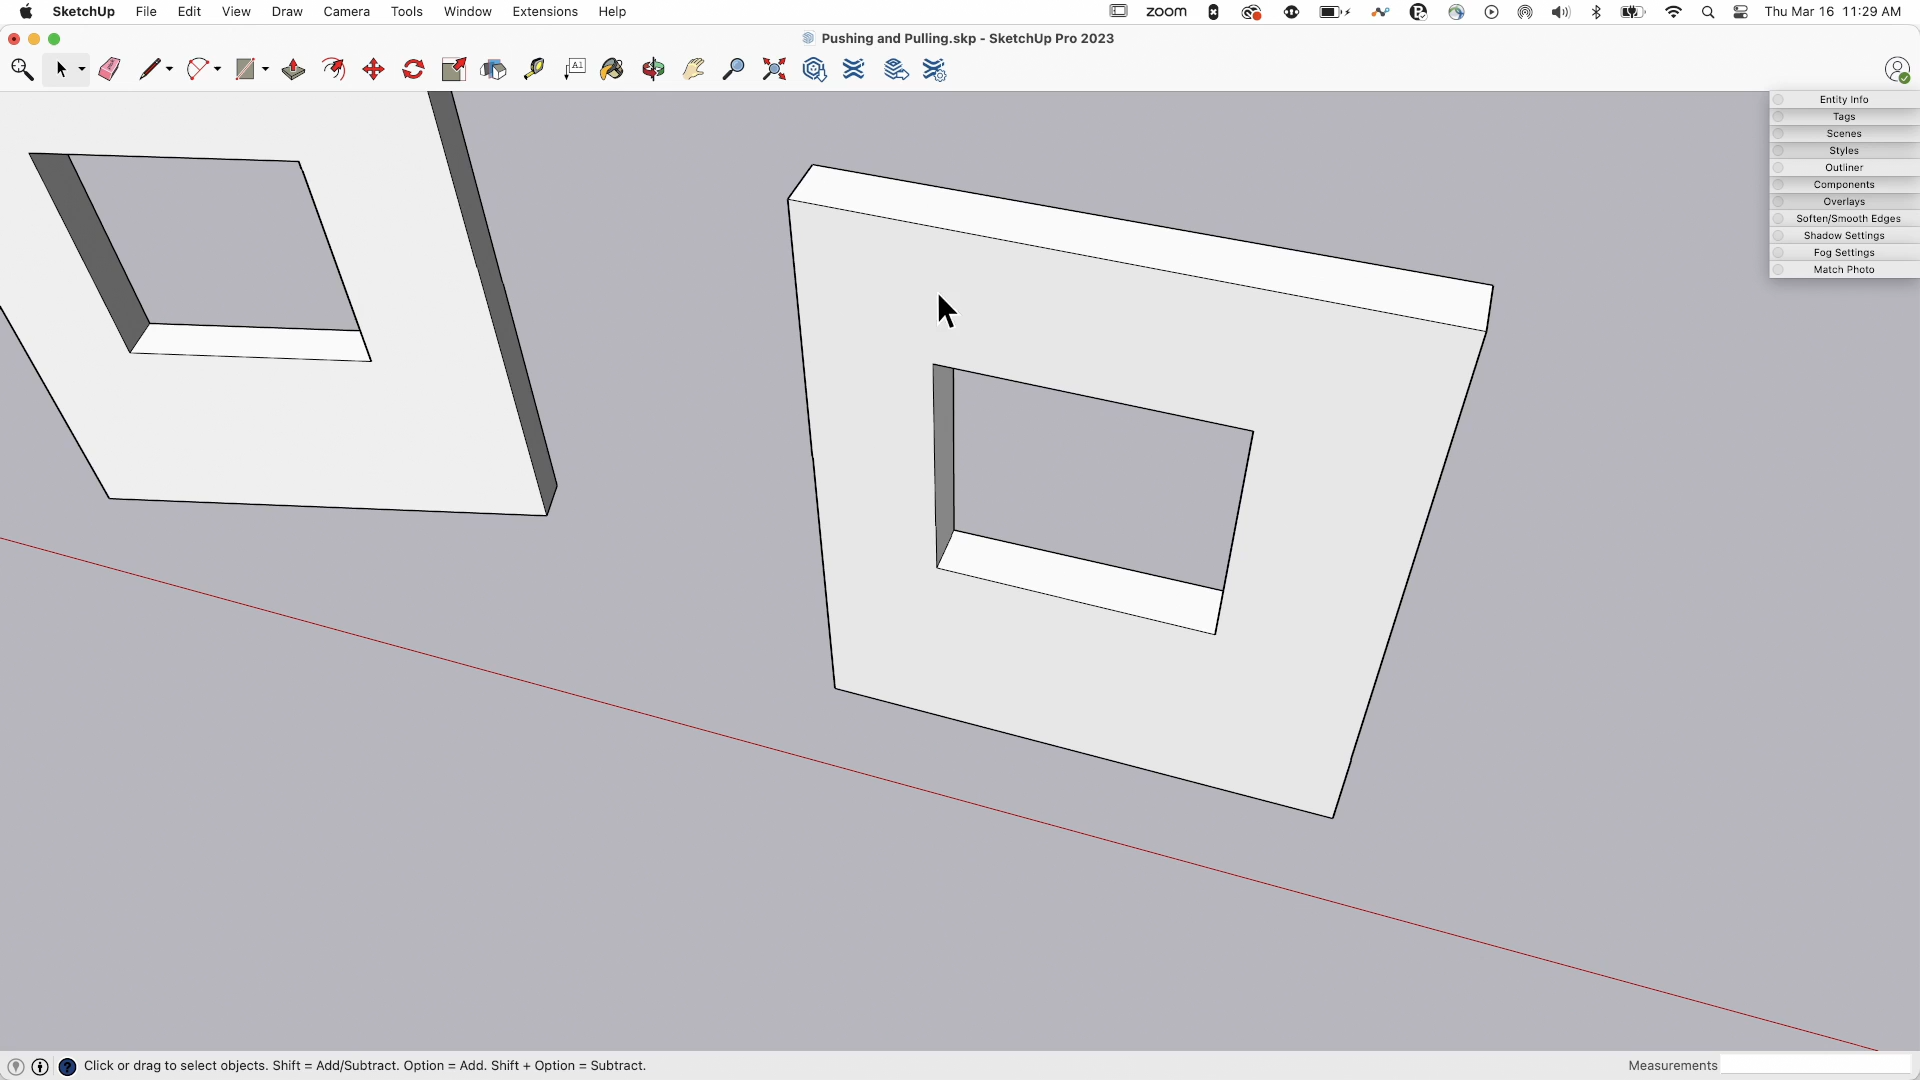 SketchUp File Edit View Draw Camera Tools Window Extensions Help zoom Thu Mar 16 11:29 AM
Pushing and Pulling.skp - SketchUp Pro 2023
A1
Entity Info
Tags
Scenes
Styles
Outliner
Components
Overlays
Soften/Smooth Edges
Shadow Settings
Fog Settings
Match Photo
Click or drag to select objects. Shift = Add/Subtract. Option = Add. Shift + Option = Subtract.
Measurements